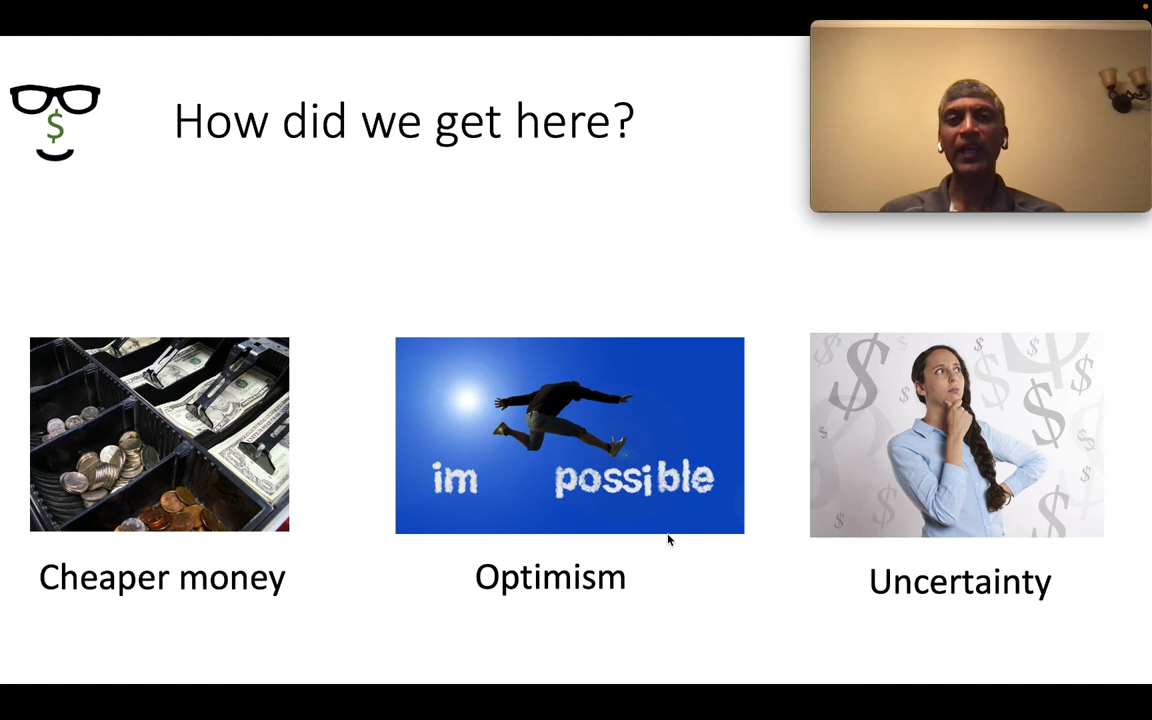 How did we get here?
im possible
Cheaper money
Optimism
Uncertainty